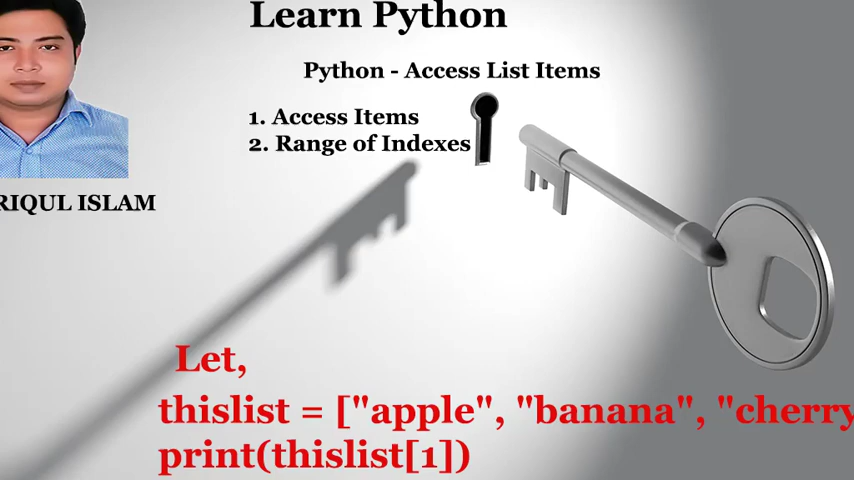 Learn Python
Python - Access List Items
1. Access Items
2. Range of Indexes
RIQUL ISLAM
Let,
thislist = ["apple", "banana", "cherry
print(thislist[1])